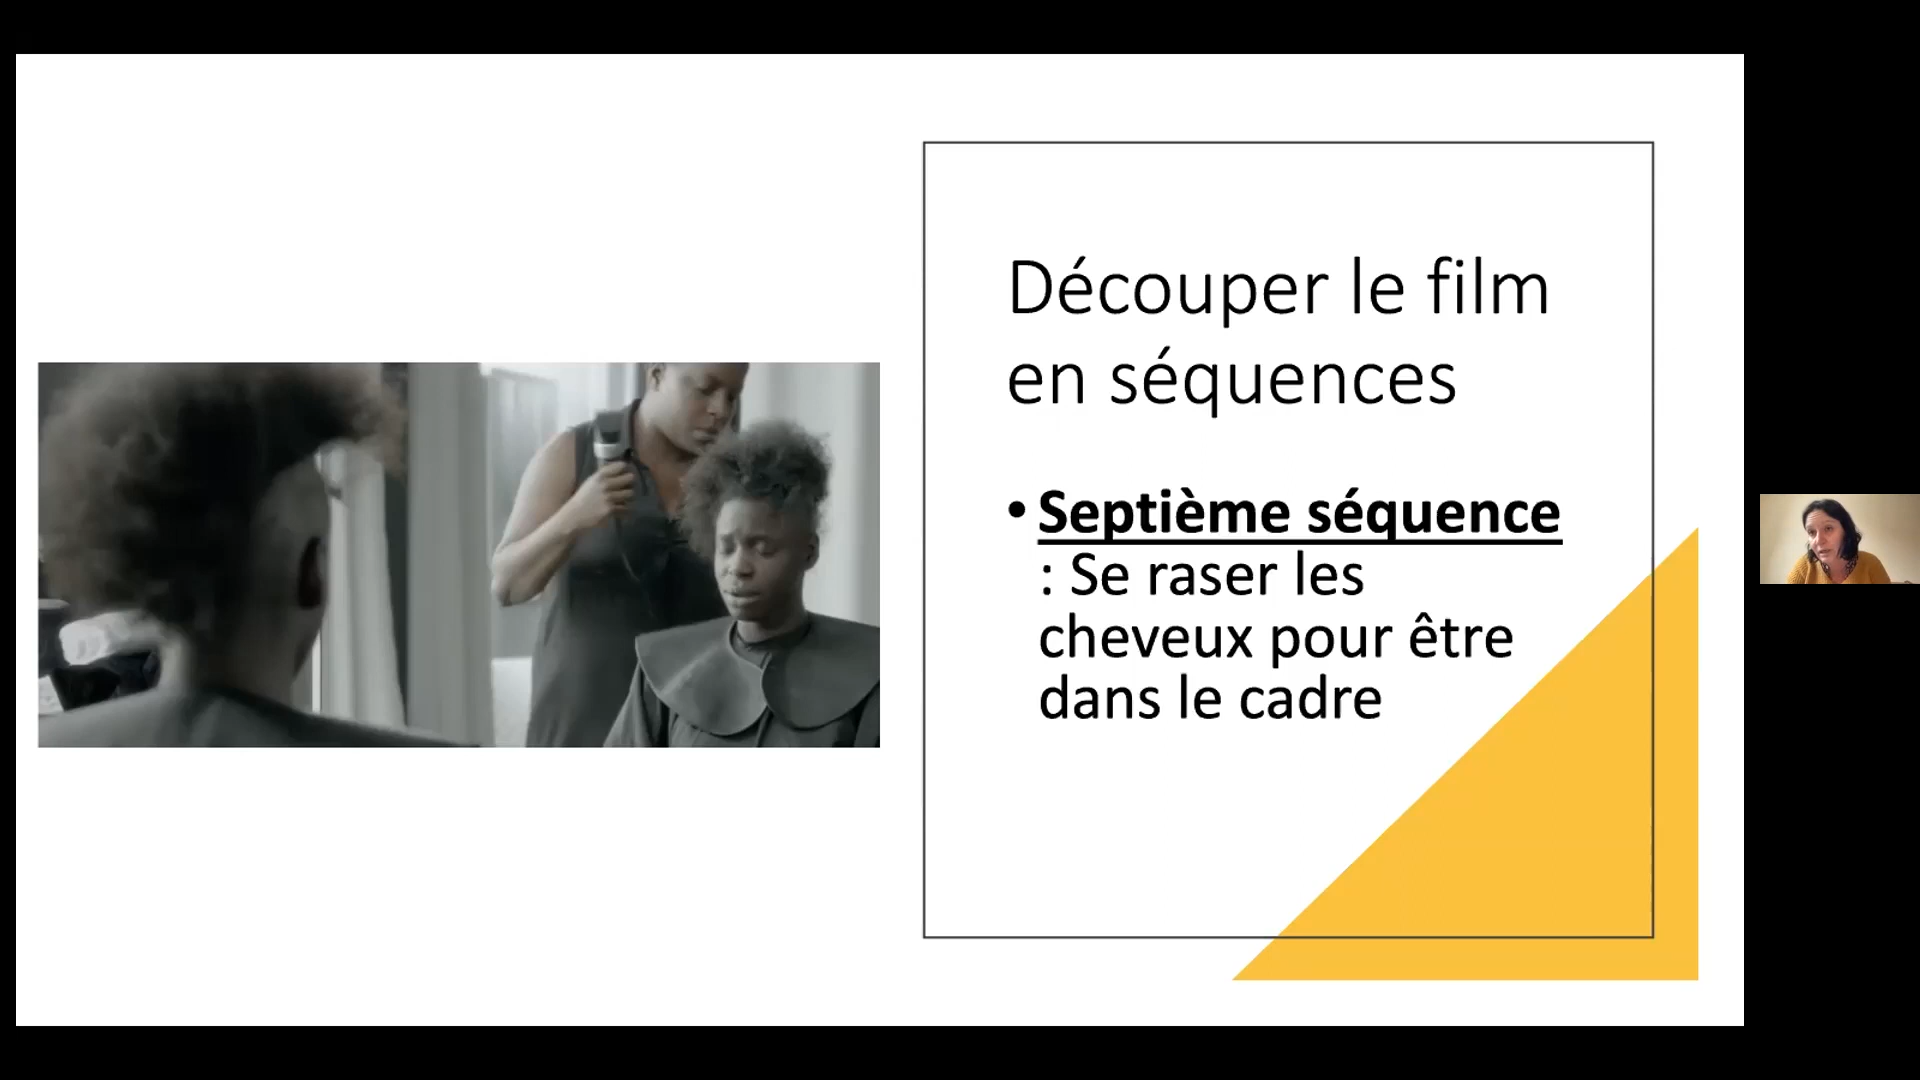 Découper le film
en séquences
• Septième séquence
: Se raser les
cheveux pour être
dans le cadre